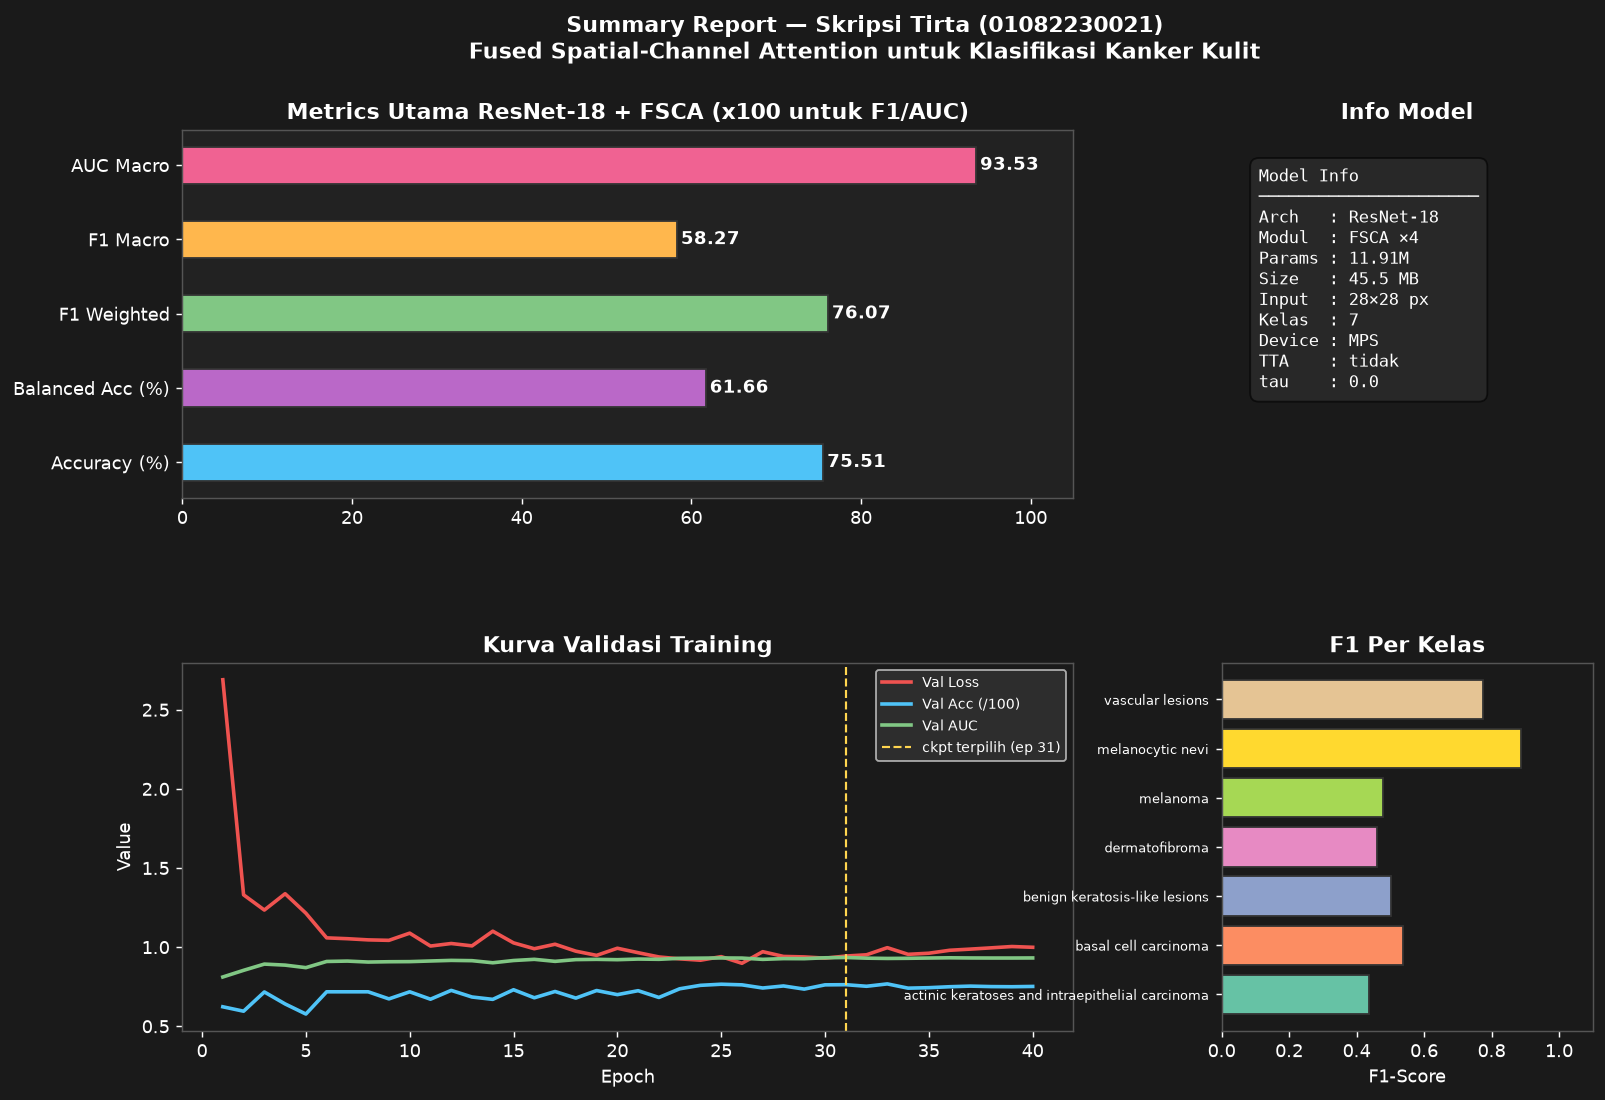 Summary Report — Skripsi Tirta (01082230021)
Fused Spatial-Channel Attention untuk Klasifikasi Kanker Kulit
Metrics Utama ResNet-18 + FSCA (x100 untuk F1/AUC)
AUC Macro
93.53
F1 Macro
58.27
F1 Weighted
76.07
Balanced Acc (%)
61.66
Accuracy (%)
75.51
0 20 40 60 80 100
Info Model
Model Info
Arch : ResNet-18
Modul : FSCA ×4
Params : 11.91M
Size : 45.5 MB
Input : 28×28 px
Kelas : 7
Device : MPS
TTA : tidak
tau : 0.0
Kurva Validasi Training
Val Loss
Val Acc (/100)
Val AUC
ckpt terpilih (ep 31)
Value
2.5
2.0
1.5
1.0
0.5
0 5 10 15 20 25 30 35 40
Epoch
F1 Per Kelas
vascular lesions
melanocytic nevi
melanoma
dermatofibroma
benign keratosis-like lesions
basal cell carcinoma
actinic keratoses and intraepithelial carcinoma
0.0 0.2 0.4 0.6 0.8 1.0
F1-Score